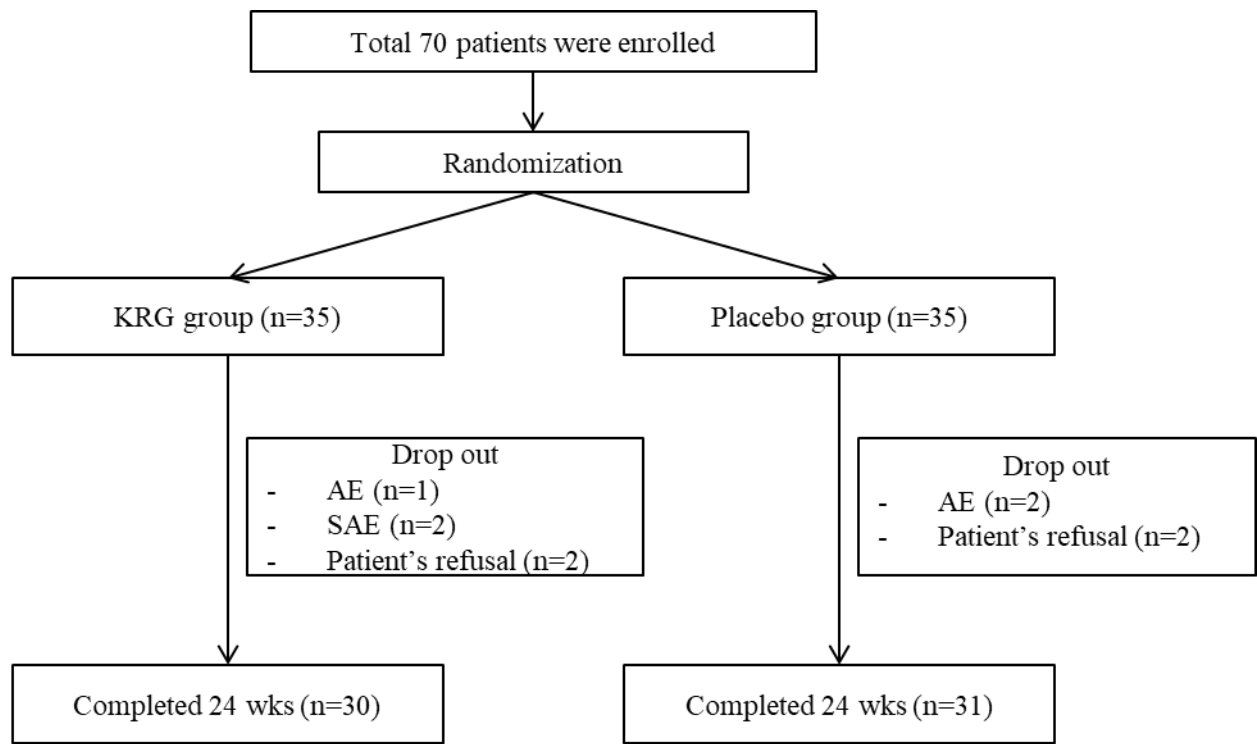 Total 70 patients were enrolled
Randomization
KRG group (n=35)
Placebo group (n=35)
Drop out
- AE (n=1)
- SAE (n=2)
- Patient’s refusal (n=2)
Drop out
- AE (n=2)
- Patient’s refusal (n=2)
Completed 24 wks (n=30)
Completed 24 wks (n=31)